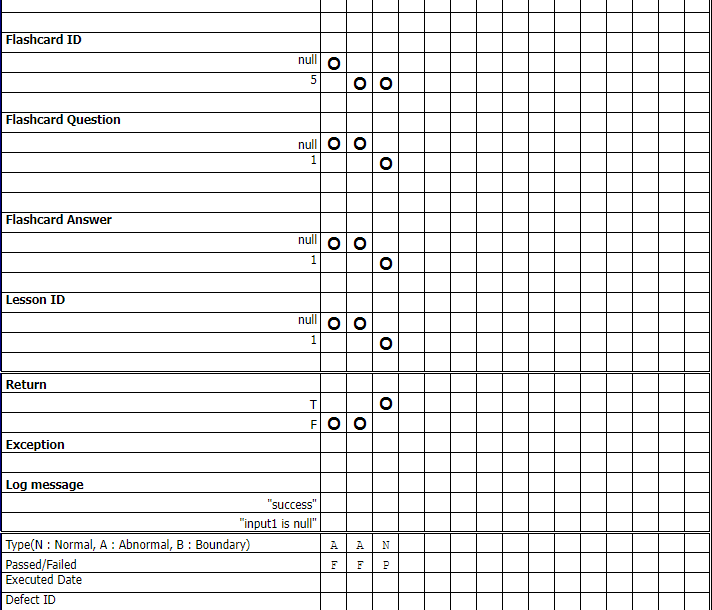 Flashcard ID
null O
5 O O
Flashcard Question
null O O
1 O
Flashcard Answer
null O O
1 O
Lesson ID
null O O
1 O
Return
T O
F O O
Exception
Log message
"success"
"input1 is null"
Type(N : Normal, A : Abnormal, B : Boundary) A A N
Passed/Failed F F P
Executed Date
Defect ID